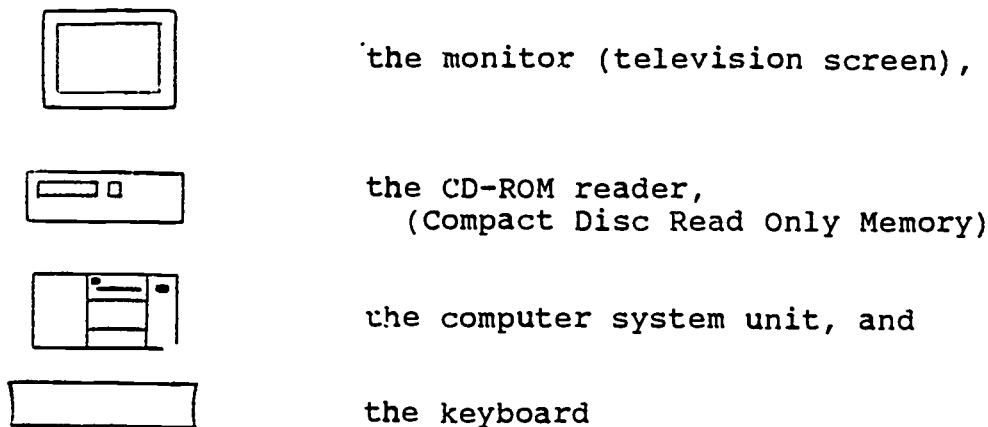 the monitor (television screen),
the CD-ROM reader,
(Compact Disc Read Only Memory)
the computer system unit, and
the keyboard